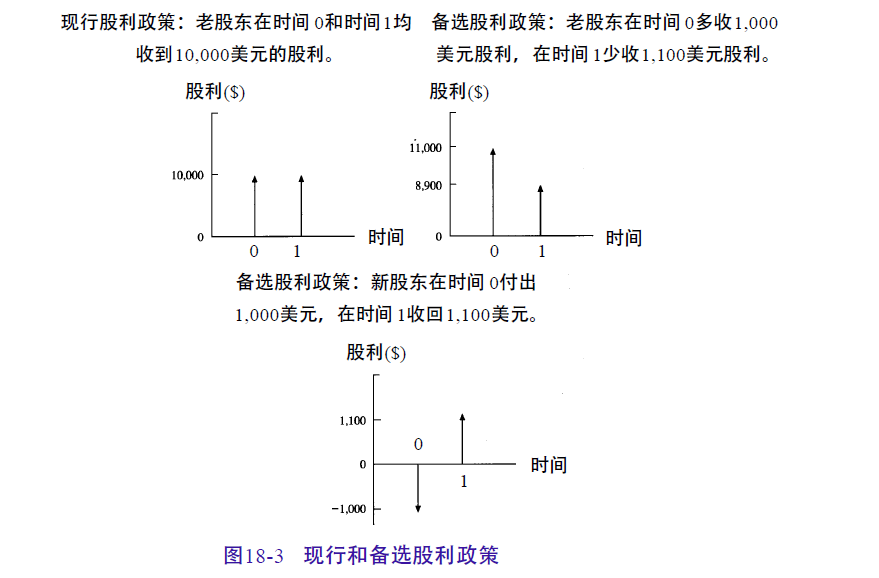 现行股利政策：老股东在时间 0和时间1均
收到10,000美元的股利。
备选股利政策：老股东在时间 0多收1,000
美元股利，在时间 1少收1,100美元股利。
股利($)
10,000
0
0 1
时间
股利($)
11,000
8,900
0
0 1
时间
备选股利政策：新股东在时间 0付出
1,000美元，在时间 1收回1,100美元。
股利($)
1,100
0
0
1
时间
-1,000
图18-3 现行和备选股利政策